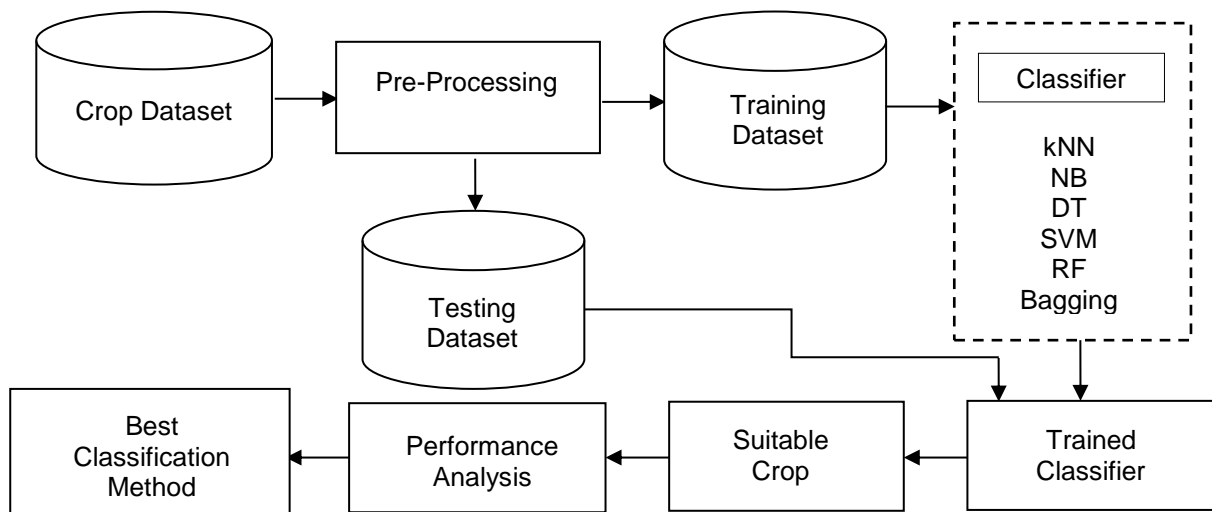 Crop Dataset
Pre-Processing
Training
Dataset
Classifier
kNN
NB
DT
SVM
RF
Bagging
Testing
Dataset
Trained
Classifier
Suitable
Crop
Performance
Analysis
Best
Classification
Method